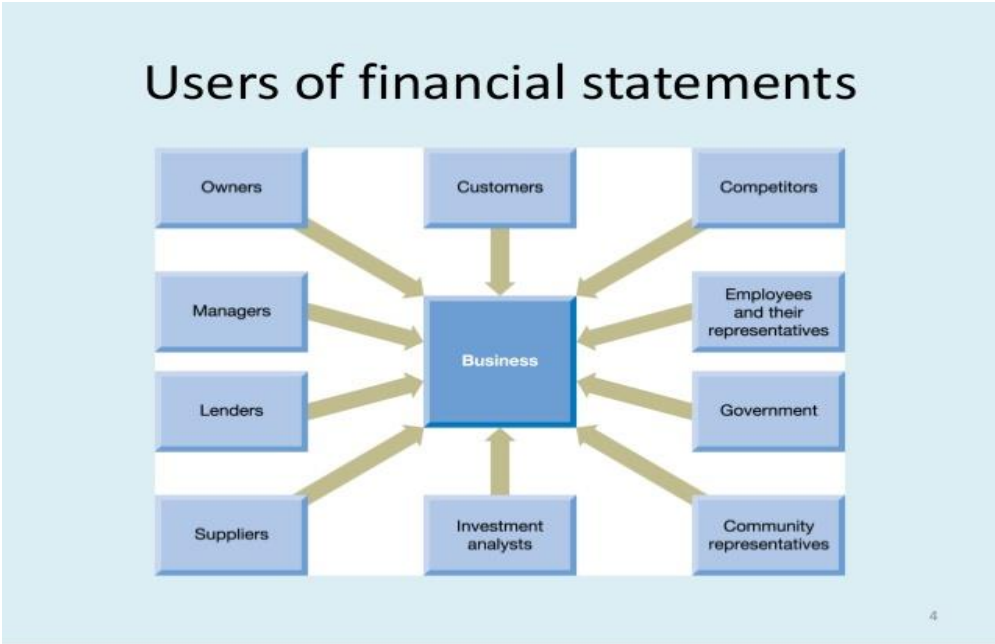 Users of financial statements
Owners
Customers
Competitors
Managers
Employees
and their
representatives
Business
Lenders
Government
Suppliers
Investment
analysts
Community
representatives
4